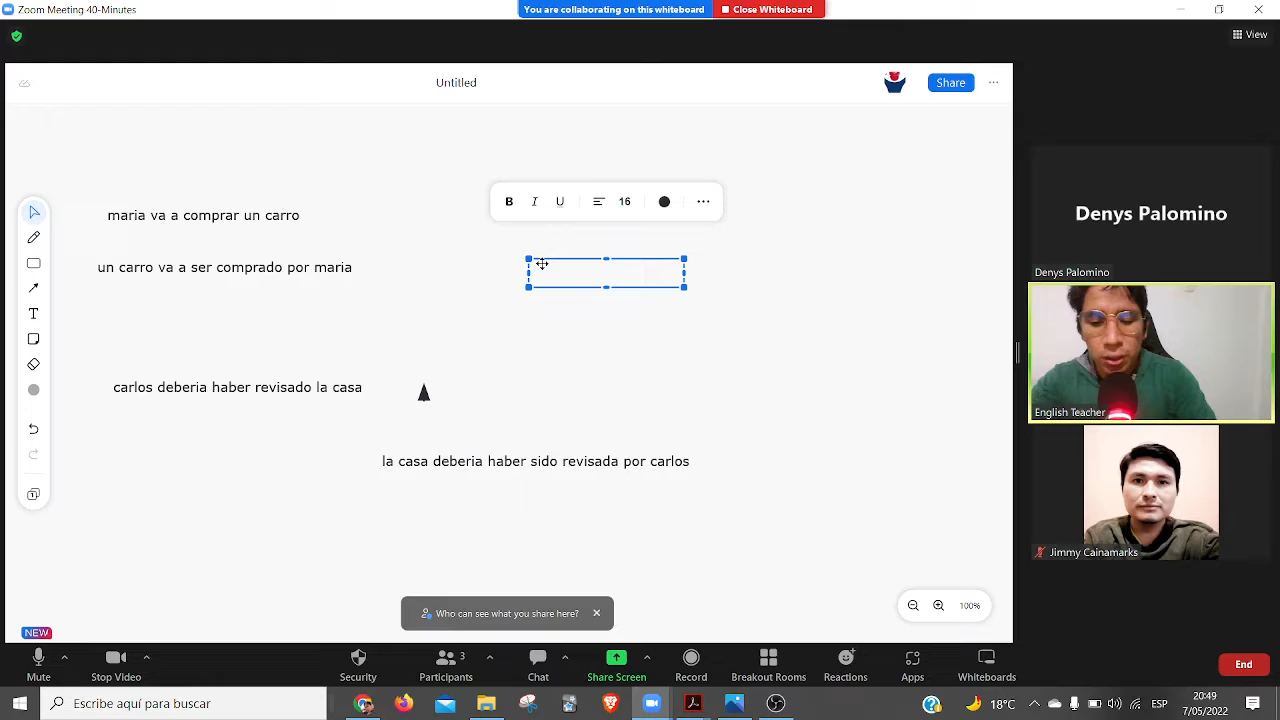 Zoom Meeting 40-Minutes
You are collaborating on this whiteboard
Close Whiteboard
View
Untitled
Share
B I U 16
maria va a comprar un carro
un carro va a ser comprado por maria
T
carlos deberia haber revisado la casa
la casa deberia haber sido revisada por carlos
Denys Palomino
Denys Palomino
English Teacher
Jimmy Cainamarks
Who can see what you share here?
100%
NEW
Mute
Stop Video
Security
3
Participants
Chat
Share Screen
Record
Breakout Rooms
Reactions
Apps
Whiteboards
End
Escribe aquí para buscar
18°C
ESP
20:49
7/05/2022